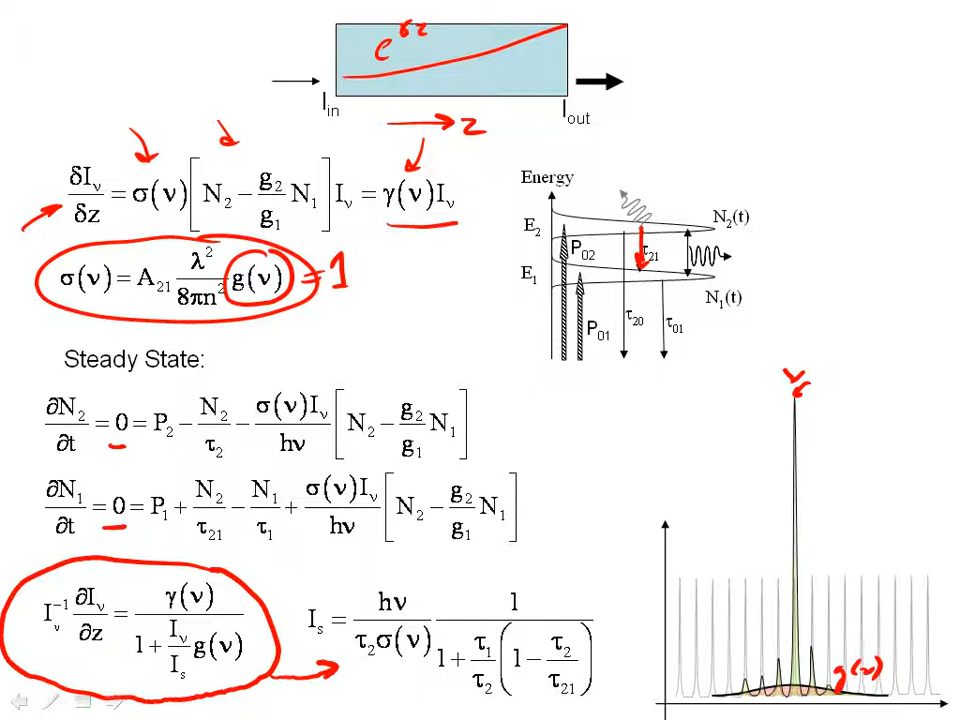 e^{γz}
I_in
I_out
z
δI_ν/δz = σ(ν)[N_2 − (g_2/g_1) N_1] I_ν = γ(ν)I_ν
σ(ν) = A_21 (λ^2/8πn^2) g(ν) = 1
Energy
E_2
N_2(t)
P_02
τ_21
E_1
N_1(t)
P_01
τ_20
τ_01
Steady State:
∂N_2/∂t = 0 = P_2 − N_2/τ_2 − (σ(ν)I_ν/hν)[N_2 − (g_2/g_1) N_1]
∂N_1/∂t = 0 = P_1 + N_2/τ_21 − N_1/τ_1 + (σ(ν)I_ν/hν)[N_2 − (g_2/g_1) N_1]
I_ν^{-1} ∂I_ν/∂z = γ(ν)/(1 + (I_ν/I_s) g(ν))
I_s = (hν/(τ_2σ(ν))) 1/(1 + (τ_1/τ_2)(1 − τ_2/τ_21))
g(ν)